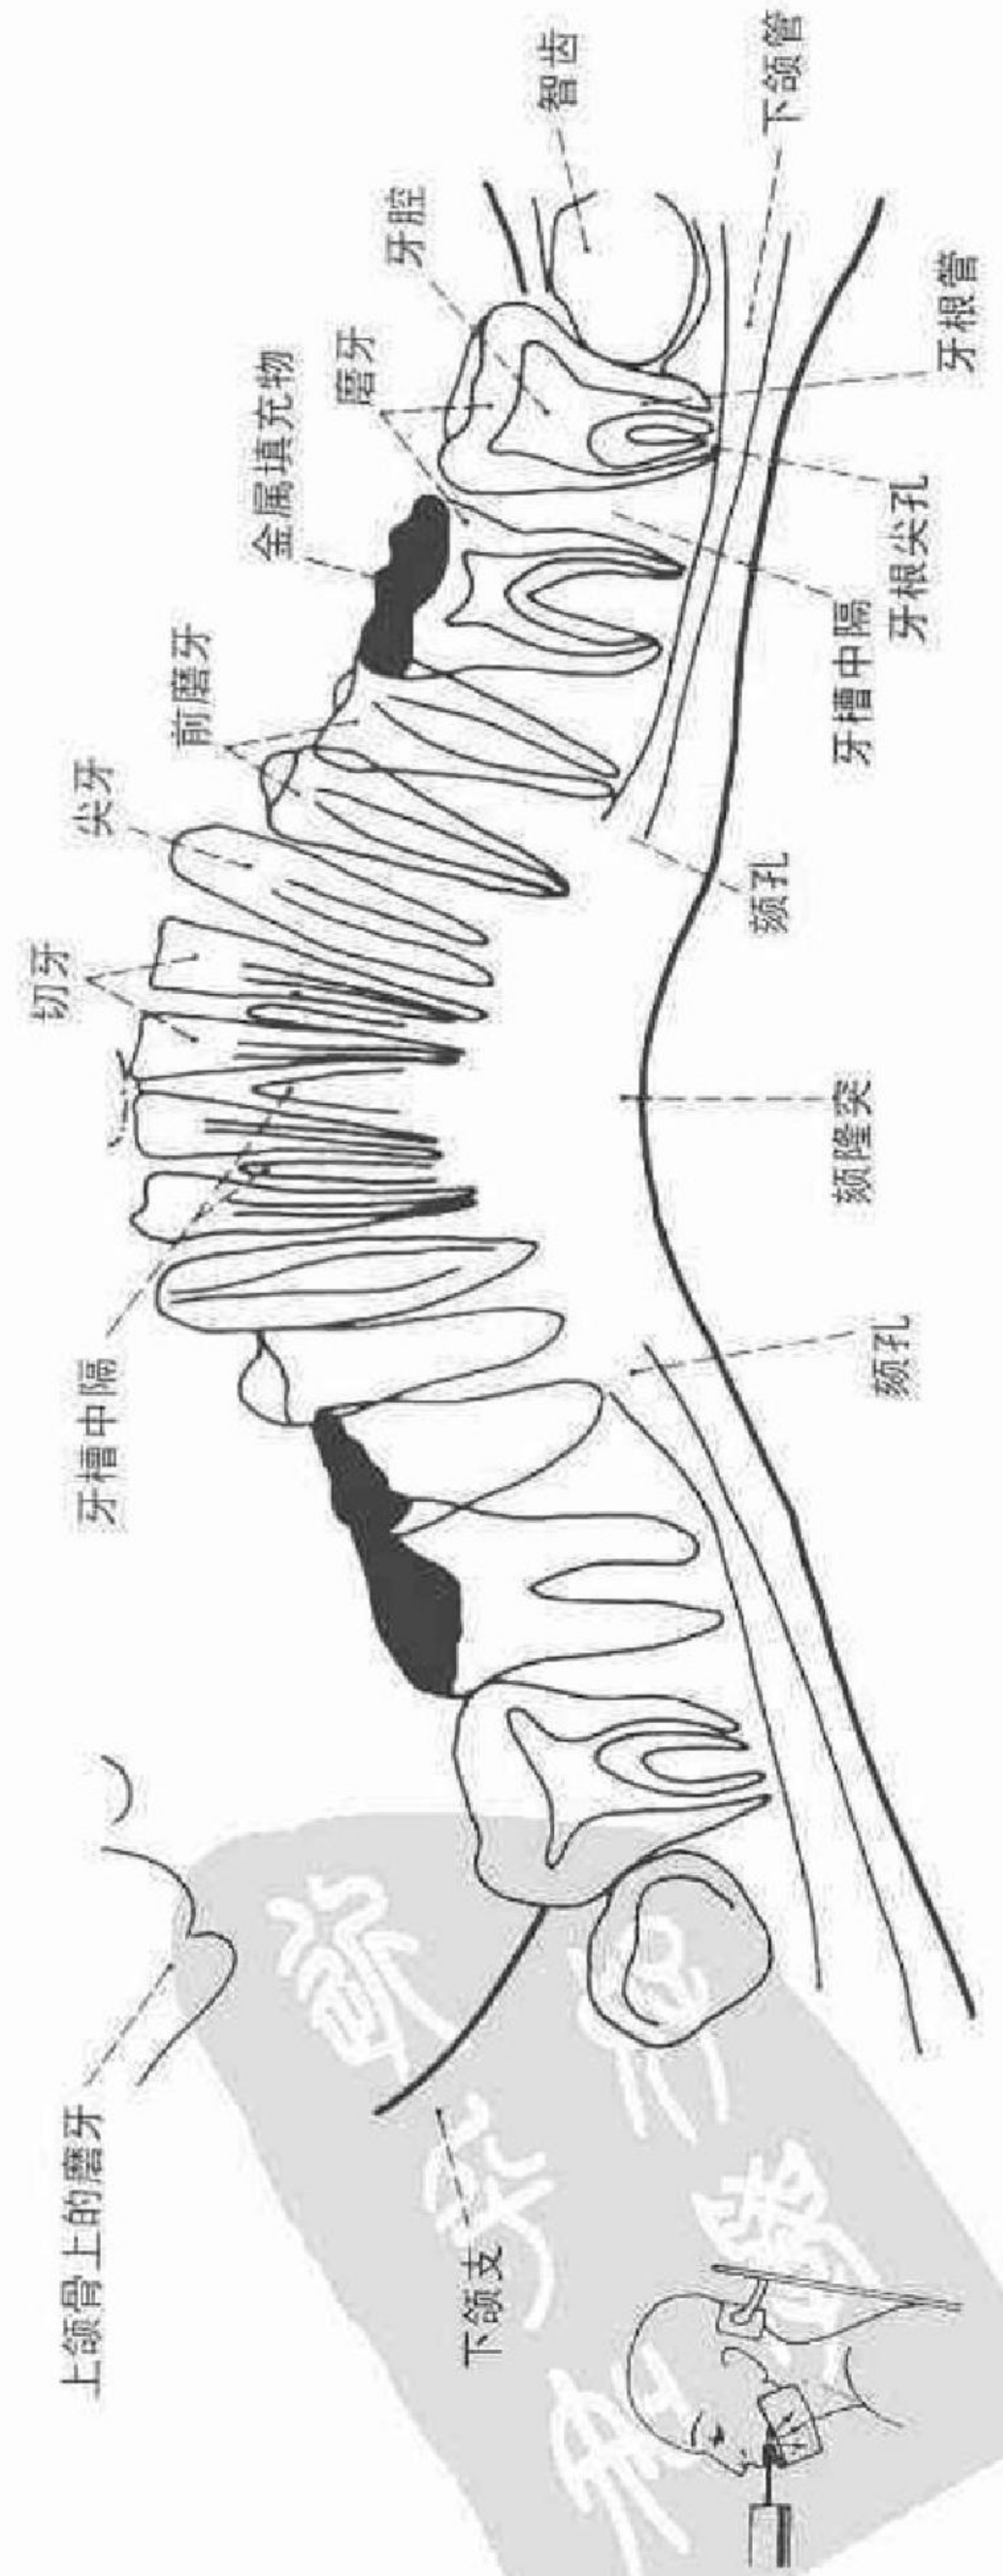 上颌骨上的磨牙
牙槽中隔
切牙
尖牙
前磨牙
金属填充物
磨牙
牙腔
智齿
下颌管
下颌支
颏孔
颏隆突
颏孔
牙槽中隔
牙根尖孔
牙根管